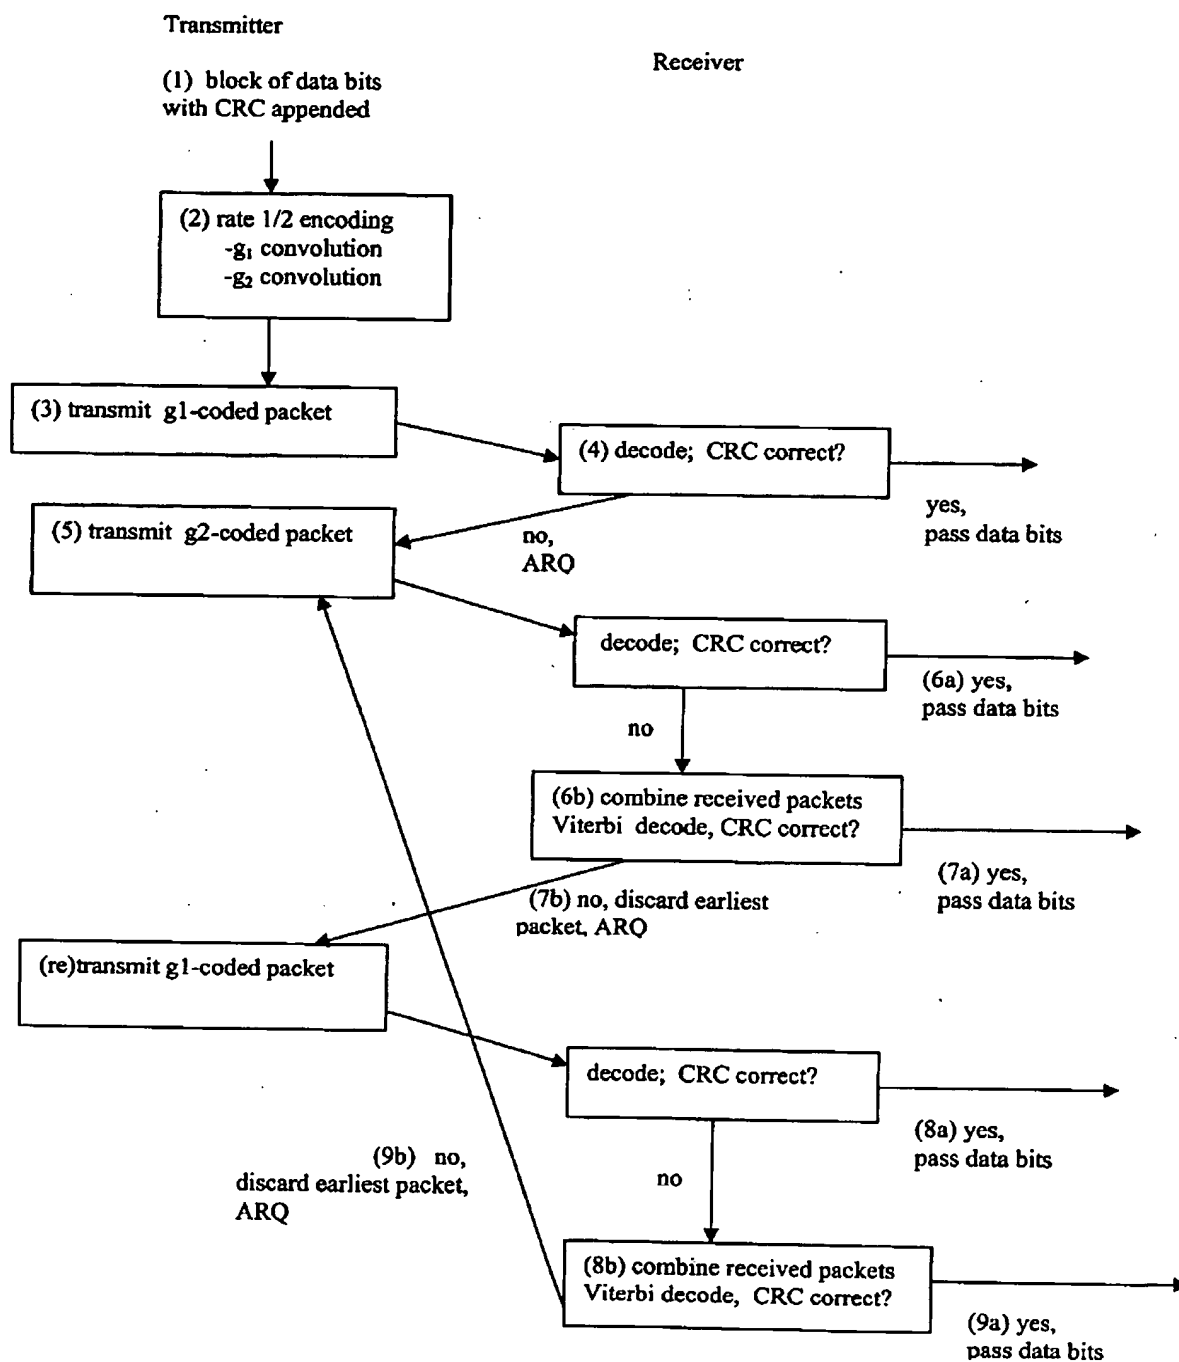 Transmitter
Receiver
(1) block of data bits
with CRC appended
(2) rate 1/2 encoding
-g₁ convolution
-g₂ convolution
(3) transmit g1-coded packet
(4) decode; CRC correct?
yes,
pass data bits
(5) transmit g2-coded packet
no,
ARQ
decode; CRC correct?
(6a) yes,
pass data bits
no
(6b) combine received packets
Viterbi decode, CRC correct?
(7a) yes,
pass data bits
(7b) no, discard earliest
packet, ARQ
(re)transmit g1-coded packet
decode; CRC correct?
(8a) yes,
pass data bits
(9b) no,
discard earliest packet,
ARQ
no
(8b) combine received packets
Viterbi decode, CRC correct?
(9a) yes,
pass data bits